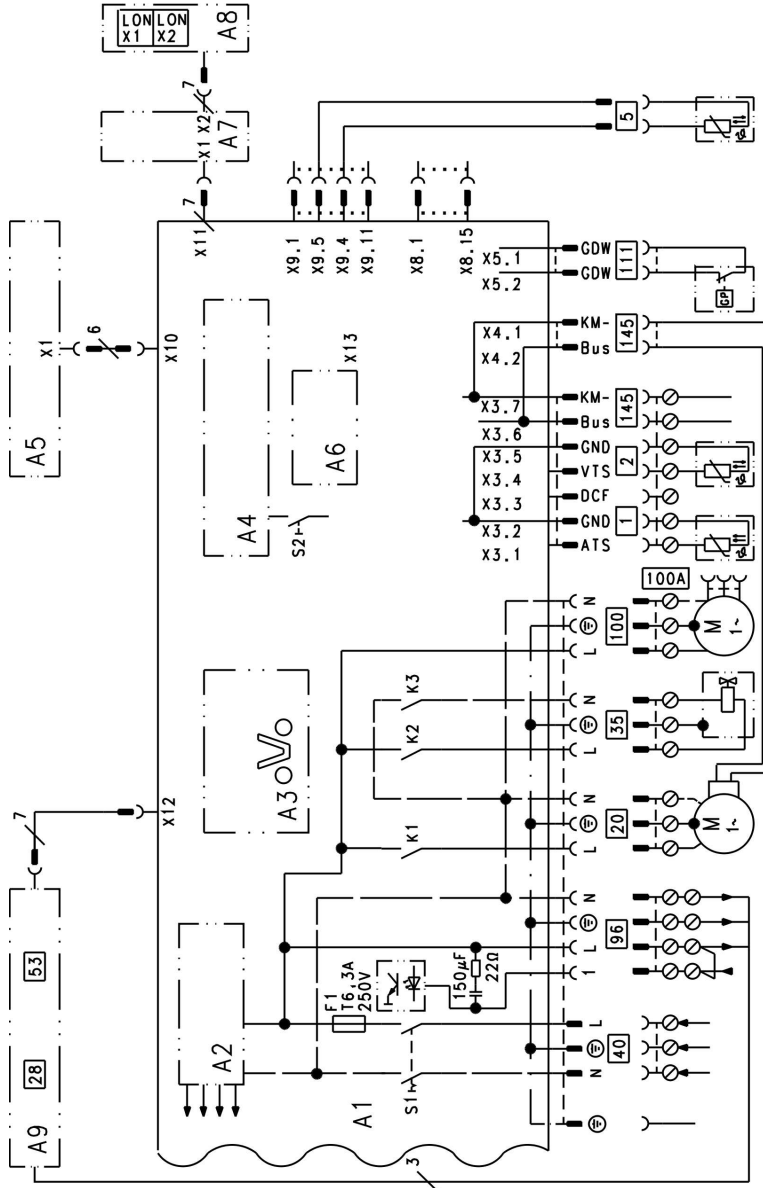 LON X1
LON X2
A8
7
X1 X2
A7
7
X11
X9.1
X9.5
X9.4
X9.11
X8.1
X8.15
5
ϑ
A5
X1
6
X10
A4
S2
A6
X13
X5.1
X5.2
GDW
GDW
111
GP
X4.1
X4.2
KM-
Bus
145
X3.7
X3.6
X3.5
X3.4
X3.3
X3.2
X3.1
KM-
Bus
GND
VTS
DCF
GND
ATS
145
2
1
ϑ
ϑ
A9
28
53
7
X12
A3
A2
A1
F1
T6,3A
250V
150µF
22Ω
S1
K1
K2
K3
3
N
40
L
1
L
96
N
L
20
N
L
35
N
L
100
N
100A
M
1~
M
1~